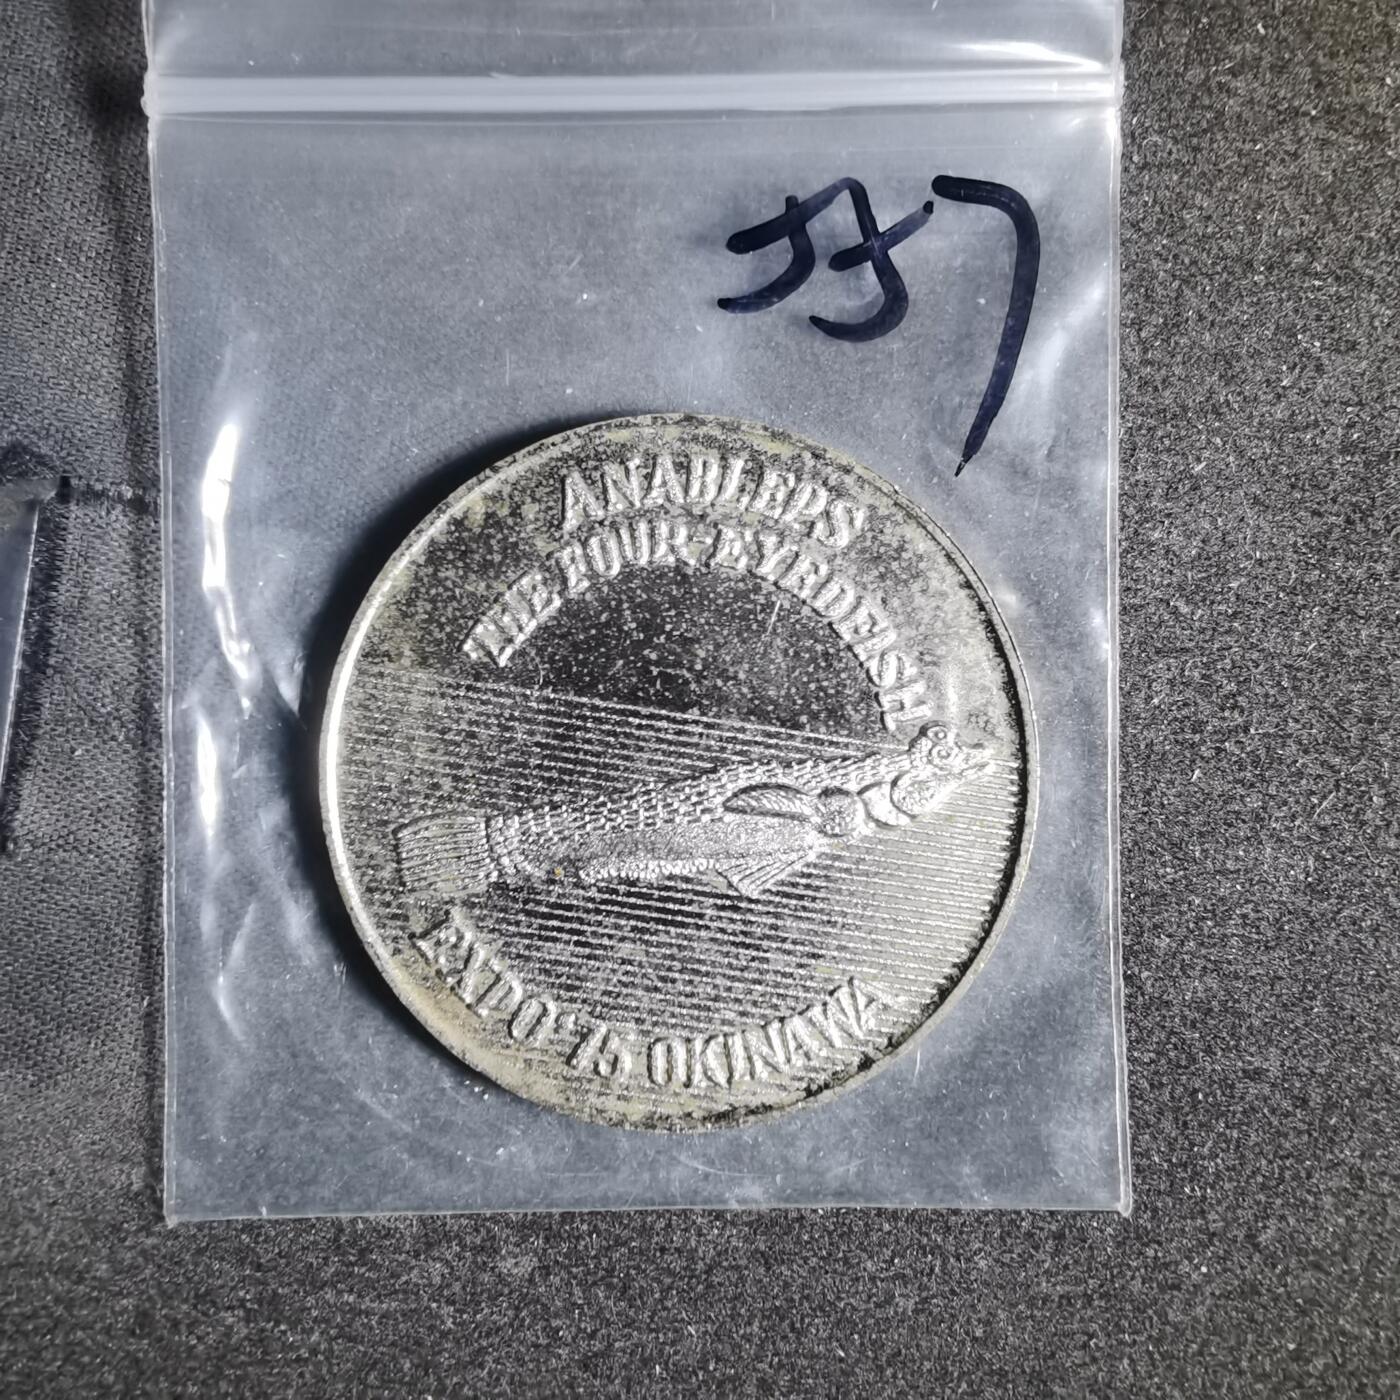 ANABLEPS
THE FOUR-EYEDFISH
EXPO,'75 OKINAWA